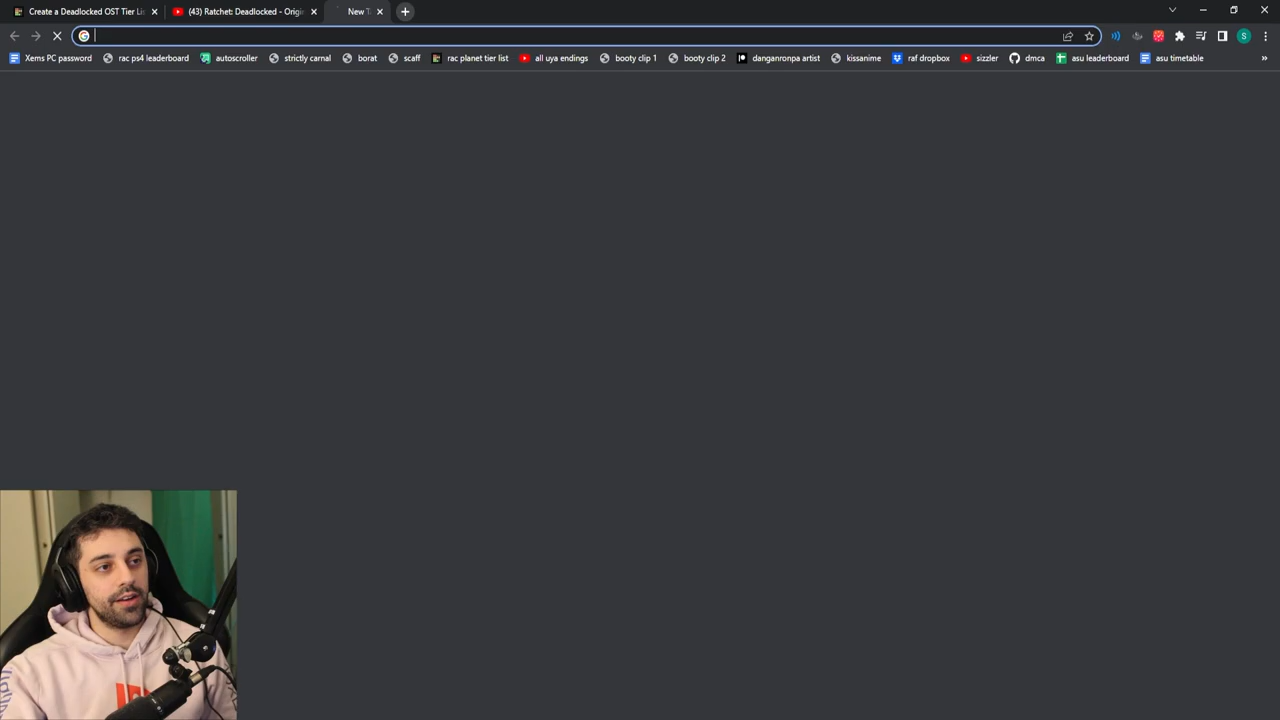 Create a Deadlocked OST Tier Lis
(43) Ratchet: Deadlocked - Origi
New T
Xems PC password
rac ps4 leaderboard
autoscroller
strictly carnal
borat
scaff
rac planet tier list
all uya endings
booty clip 1
booty clip 2
danganronpa artist
kissanime
raf dropbox
sizzler
dmca
asu leaderboard
asu timetable
S